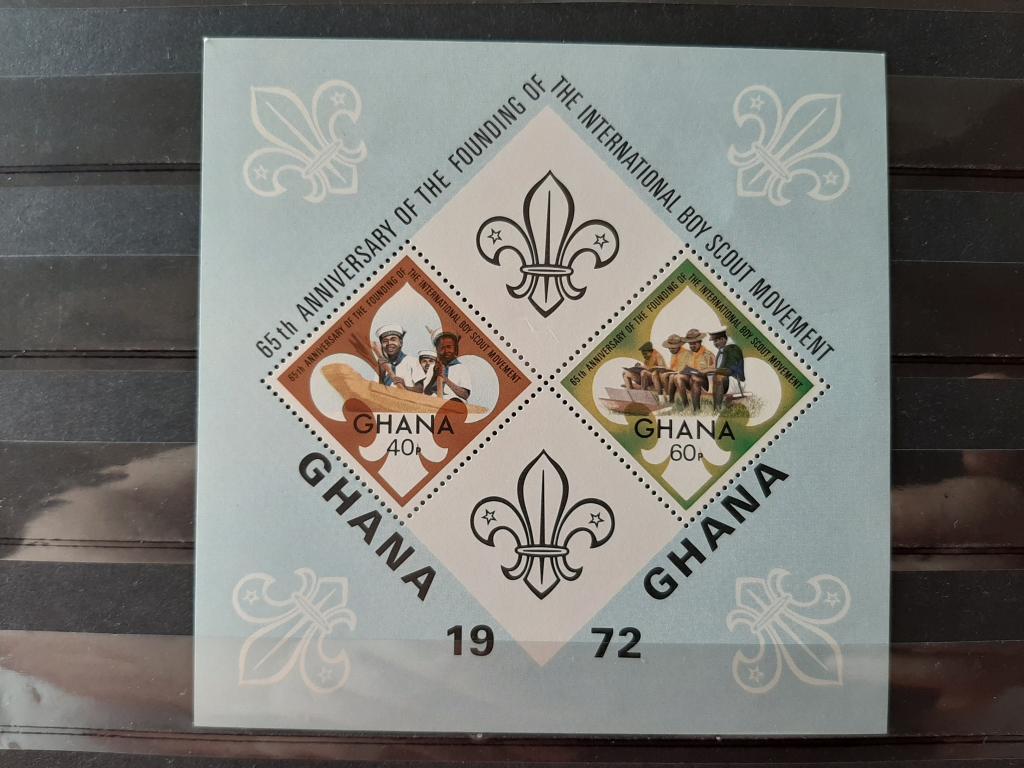 65th ANNIVERSARY OF THE FOUNDING OF
THE INTERNATIONAL BOY SCOUT MOVEMENT
65th ANNIVERSARY OF THE FOUNDING OF
THE INTERNATIONAL BOY SCOUT MOVEMENT
GHANA
40P
65th ANNIVERSARY OF THE FOUNDING OF
THE INTERNATIONAL BOY SCOUT MOVEMENT
GHANA
60P
GHANA
GHANA
19 72